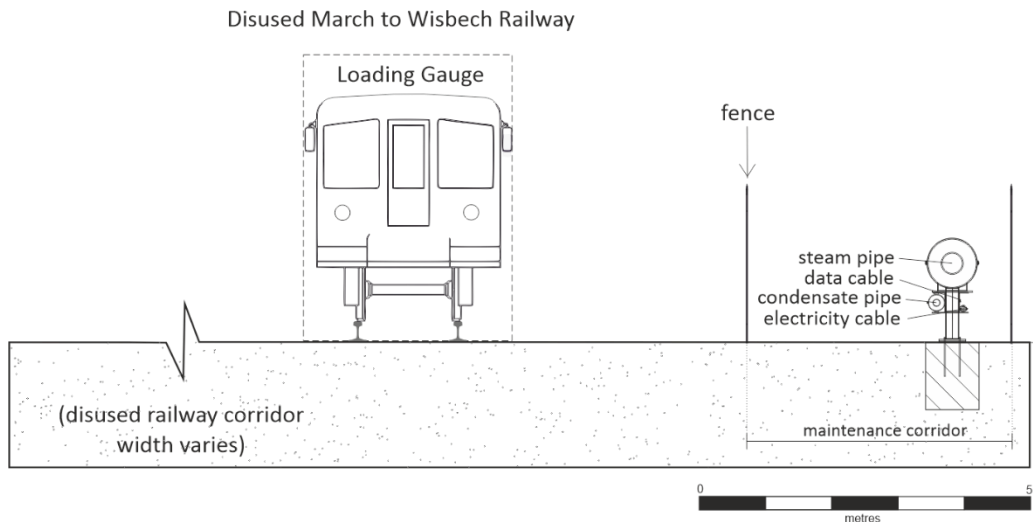 Disused March to Wisbech Railway
Loading Gauge
fence
steam pipe
data cable
condensate pipe
electricity cable
(disused railway corridor
width varies)
maintenance corridor
0
5
metres